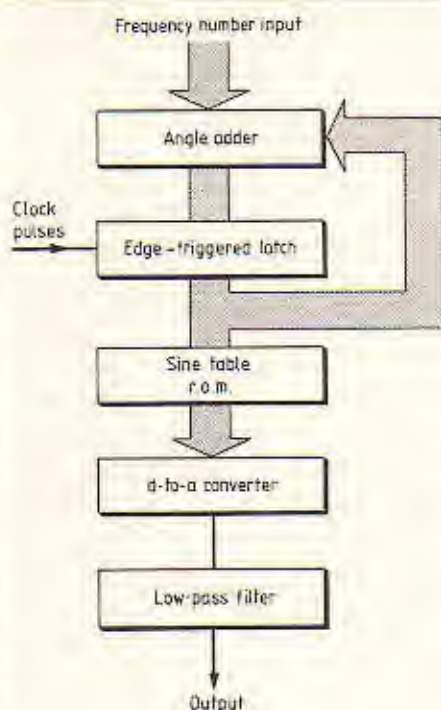 Frequency number input
Angle adder
Clock
pulses
Edge-triggered latch
Sine table
r.o.m.
d-to-a converter
Low-pass filter
Output